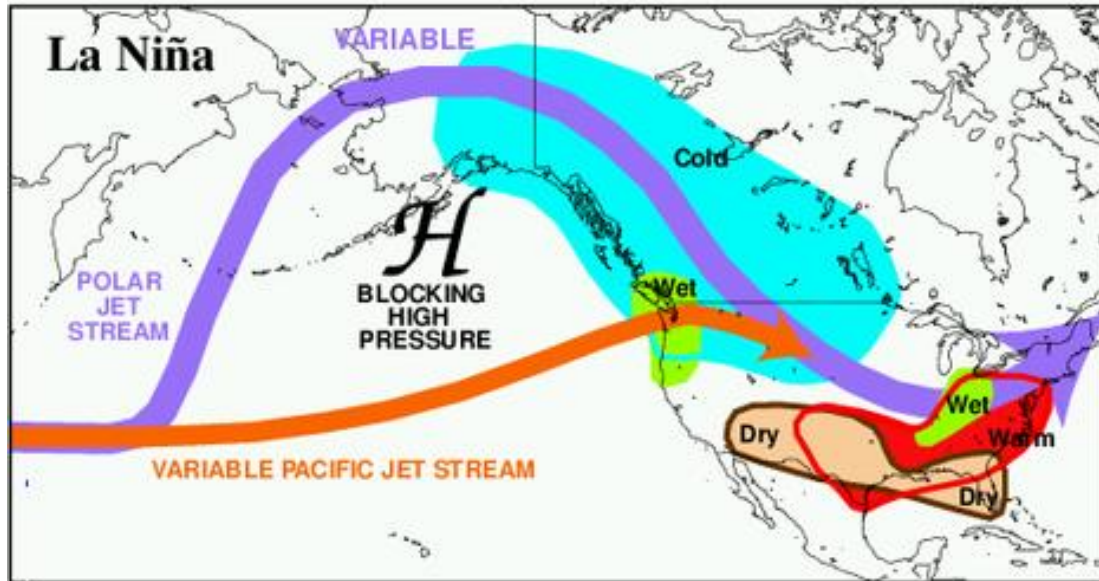 La Niña
VARIABLE
Cold
POLAR
JET
STREAM
H
BLOCKING
HIGH
PRESSURE
Wet
VARIABLE PACIFIC JET STREAM
Dry
Wet
Warm
Dry